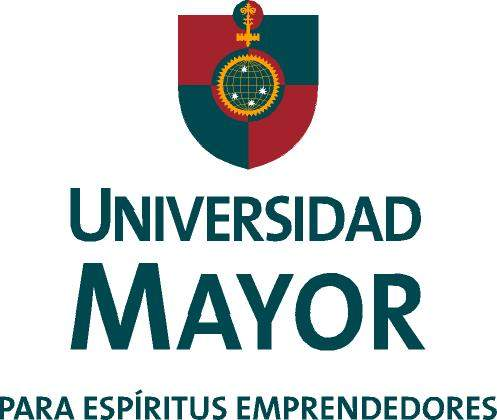 UNIVERSIDAD
MAYOR
PARA ESPÍRITUS EMPRENDEDORES